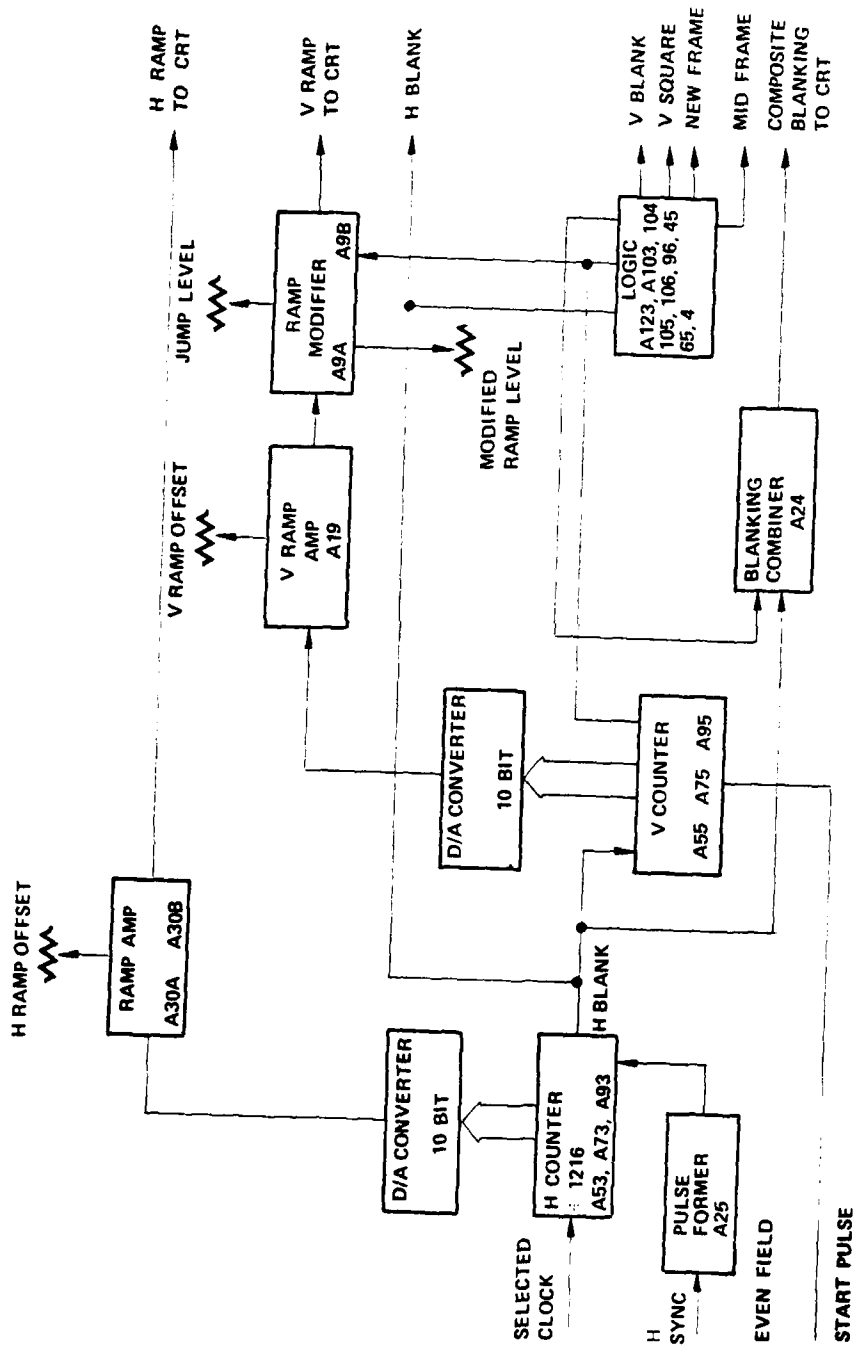 H RAMP OFFSET
RAMP AMP
A30A A30B
H RAMP
TO CRT
D/A CONVERTER
10 BIT
SELECTED
CLOCK
H COUNTER
÷ 1216
A53, A73, A93
H BLANK
H
SYNC
PULSE
FORMER
A25
EVEN FIELD
START PULSE
D/A CONVERTER
10 BIT
V COUNTER
A55 A75 A95
V RAMP OFFSET
V RAMP
AMP
A19
JUMP LEVEL
RAMP
MODIFIER
A9A A9B
V RAMP
TO CRT
MODIFIED
RAMP LEVEL
H BLANK
LOGIC
A123, A103, 104
105, 106, 96, 45
65, 4
V BLANK
V SQUARE
NEW FRAME
MID FRAME
BLANKING
COMBINER
A24
COMPOSITE
BLANKING
TO CRT